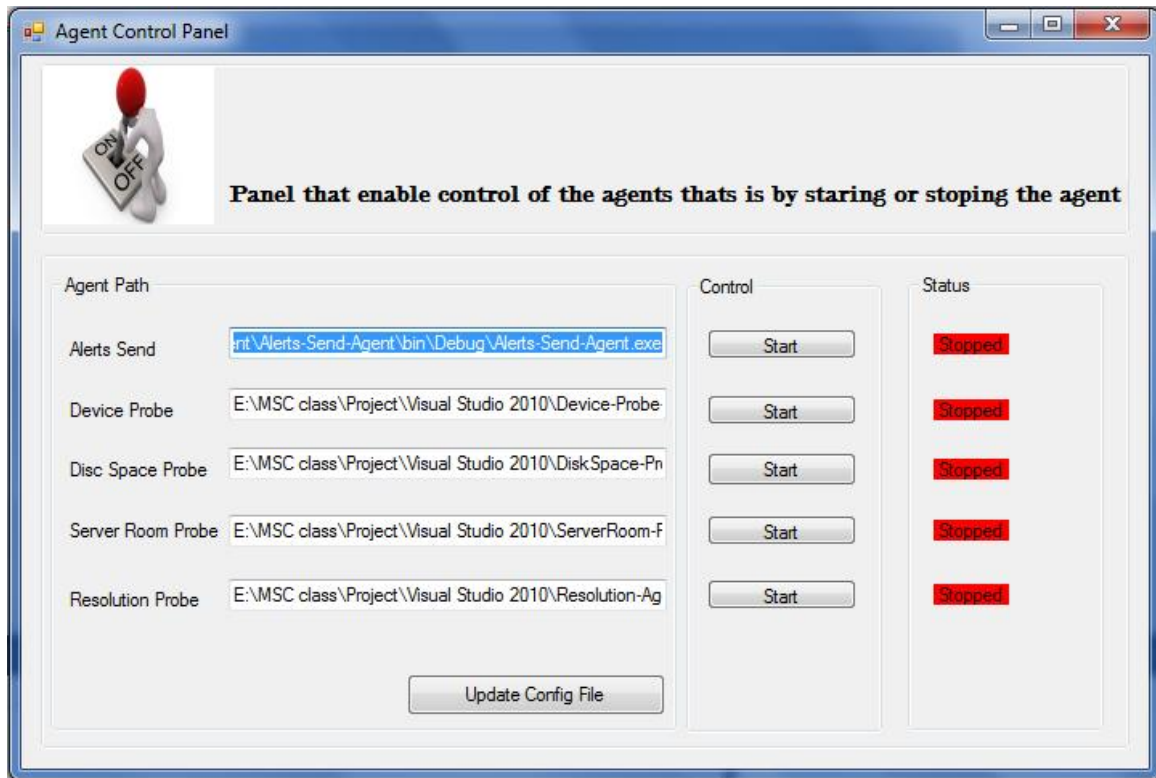 Agent Control Panel
ON
OFF
Panel that enable control of the agents thats is by staring or stoping the agent
Agent Path
Control
Status
Alerts Send
nt\Alerts-Send-Agent\bin\Debug\Alerts-Send-Agent.exe
Start
Stopped
Device Probe
E:\MSC class\Project\Visual Studio 2010\Device-Probe-
Start
Stopped
Disc Space Probe
E:\MSC class\Project\Visual Studio 2010\DiskSpace-Pr
Start
Stopped
Server Room Probe
E:\MSC class\Project\Visual Studio 2010\ServerRoom-
Start
Stopped
Resolution Probe
E:\MSC class\Project\Visual Studio 2010\Resolution-Ag
Start
Stopped
Update Config File